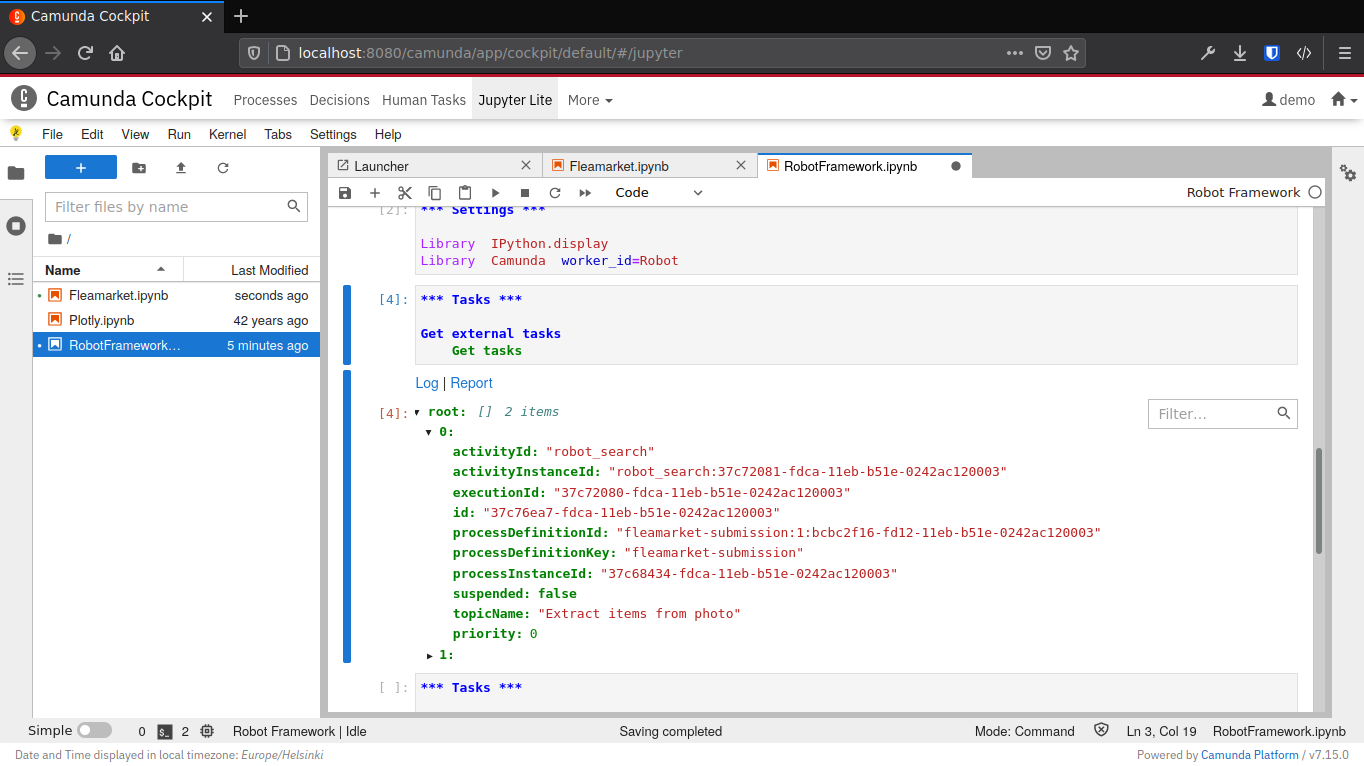 Camunda Cockpit
localhost:8080/camunda/app/cockpit/default/#/jupyter
Camunda Cockpit Processes Decisions Human Tasks Jupyter Lite More demo
File Edit View Run Kernel Tabs Settings Help
Launcher Fleamarket.ipynb RobotFramework.ipynb
Code Robot Framework
Filter files by name
/
Name Last Modified
Fleamarket.ipynb seconds ago
Plotly.ipynb 42 years ago
RobotFramework… 5 minutes ago
[2]: *** Settings ***
Library IPython.display
Library Camunda worker_id=Robot
[4]: *** Tasks ***
Get external tasks
Get tasks
Log | Report
[4]: root: [] 2 items
Filter…
0:
activityId: "robot_search"
activityInstanceId: "robot_search:37c72081-fdca-11eb-b51e-0242ac120003"
executionId: "37c72080-fdca-11eb-b51e-0242ac120003"
id: "37c76ea7-fdca-11eb-b51e-0242ac120003"
processDefinitionId: "fleamarket-submission:1:bcbc2f16-fd12-11eb-b51e-0242ac120003"
processDefinitionKey: "fleamarket-submission"
processInstanceId: "37c68434-fdca-11eb-b51e-0242ac120003"
suspended: false
topicName: "Extract items from photo"
priority: 0
1:
[ ]: *** Tasks ***
Simple 0 $_ 2 Robot Framework | Idle Saving completed Mode: Command Ln 3, Col 19 RobotFramework.ipynb
Date and Time displayed in local timezone: Europe/Helsinki Powered by Camunda Platform / v7.15.0